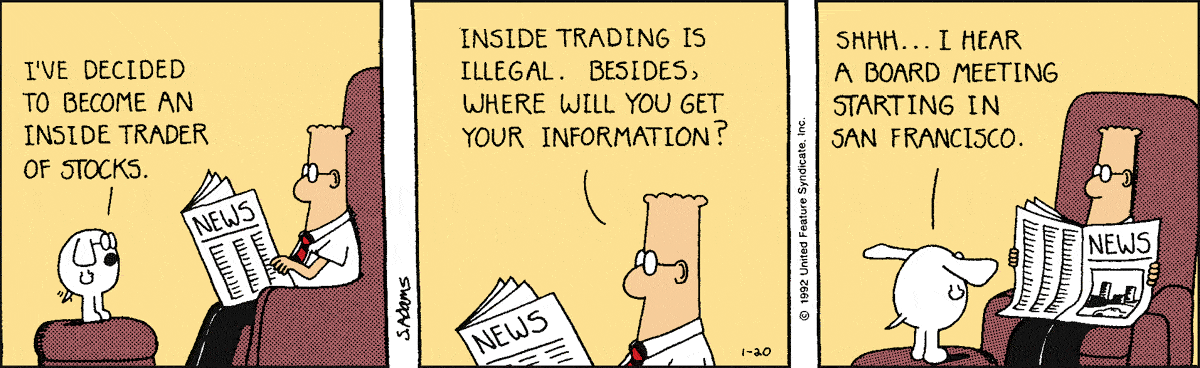 I'VE DECIDED
TO BECOME AN
INSIDE TRADER
OF STOCKS.
NEWS
S.Adams
INSIDE TRADING IS
ILLEGAL. BESIDES,
WHERE WILL YOU GET
YOUR INFORMATION?
NEWS
1-20
© 1992 United Feature Syndicate, Inc.
SHHH... I HEAR
A BOARD MEETING
STARTING IN
SAN FRANCISCO.
NEWS